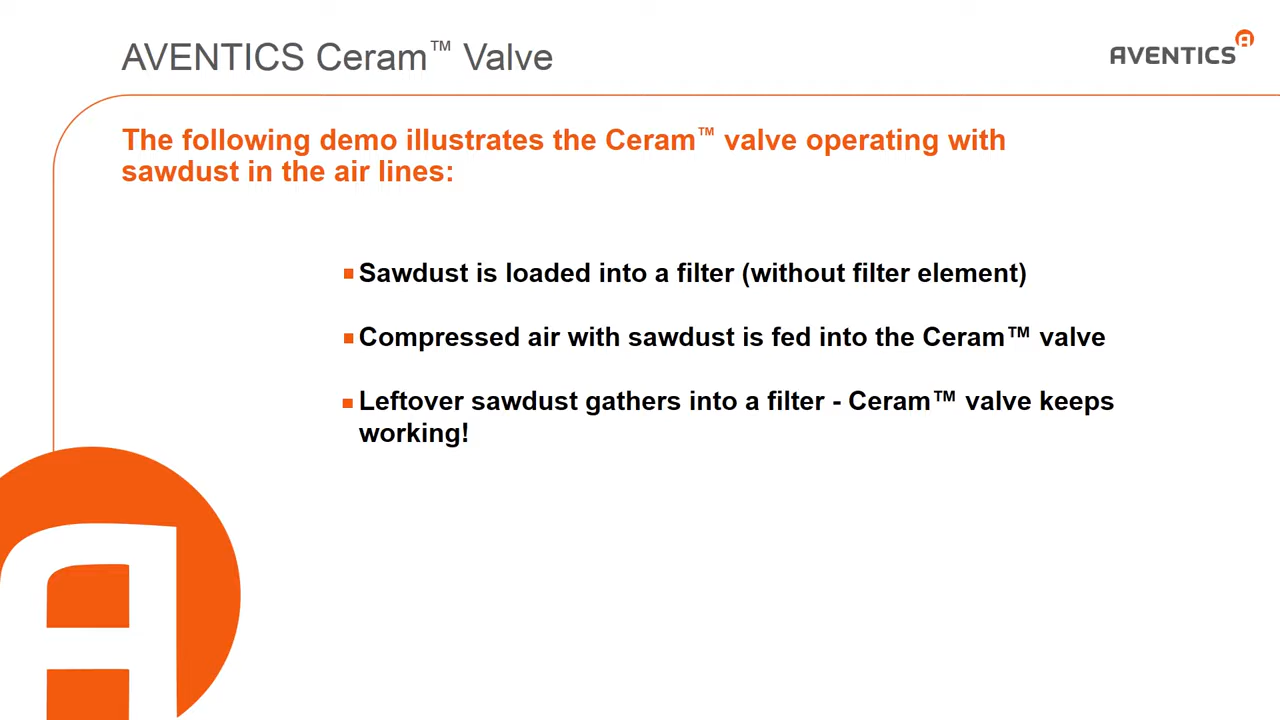 AVENTICS Ceram™ Valve
AVENTICS
The following demo illustrates the Ceram™ valve operating with
sawdust in the air lines:
Sawdust is loaded into a filter (without filter element)
Compressed air with sawdust is fed into the Ceram™ valve
Leftover sawdust gathers into a filter - Ceram™ valve keeps
working!